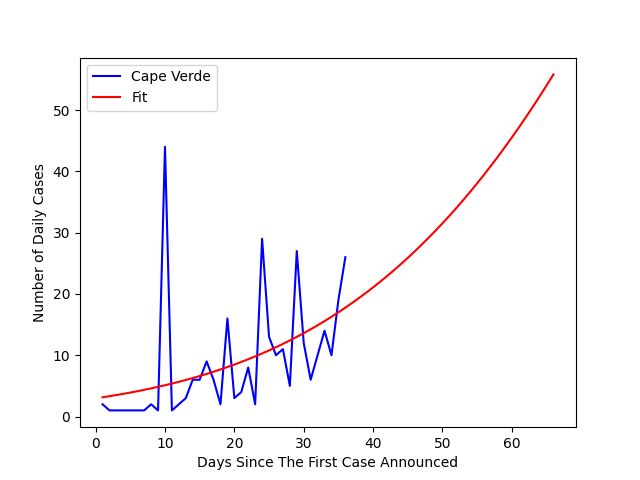 Cape Verde
Fit
Number of Daily Cases
50
40
30
20
10
0
0 10 20 30 40 50 60
Days Since The First Case Announced